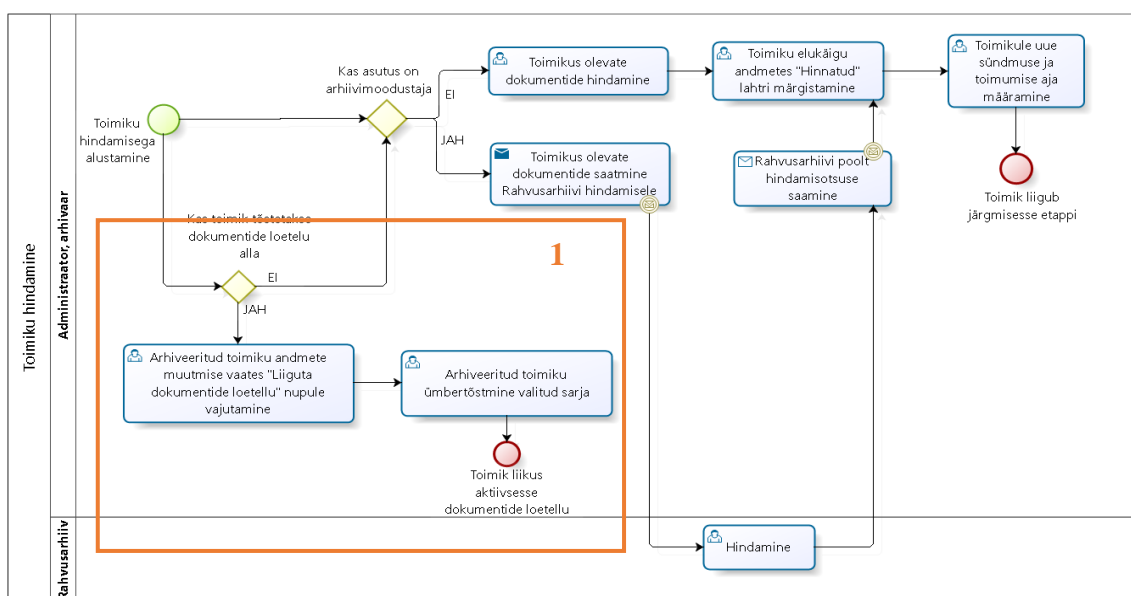 Toimiku hindamine
Administraator, arhivaar
Rahvusarhiiv
Toimiku
hindamisega
alustamine
Kas asutus on
arhiivimoodustaja
EI
JAH
Toimikus olevate
dokumentide hindamine
Toimiku elukäigu
andmetes "Hinnatud"
lahtri märgistamine
Toimikule uue
sündmuse ja
toimumise aja
määramine
Toimikus olevate
dokumentide saatmine
Rahvusarhiivi hindamisele
Rahvusarhiivi poolt
hindamisotsuse
saamine
Toimik liigub
järgmisesse etappi
Kas toimik tõstetakse
dokumentide loetelu
alla
1
EI
JAH
Arhiveeritud toimiku andmete
muutmise vaates "Liiguta
dokumentide loetellu" nupule
vajutamine
Arhiveeritud toimiku
ümbertõstmine valitud sarja
Toimik liikus
aktiivsesse
dokumentide loetellu
Hindamine